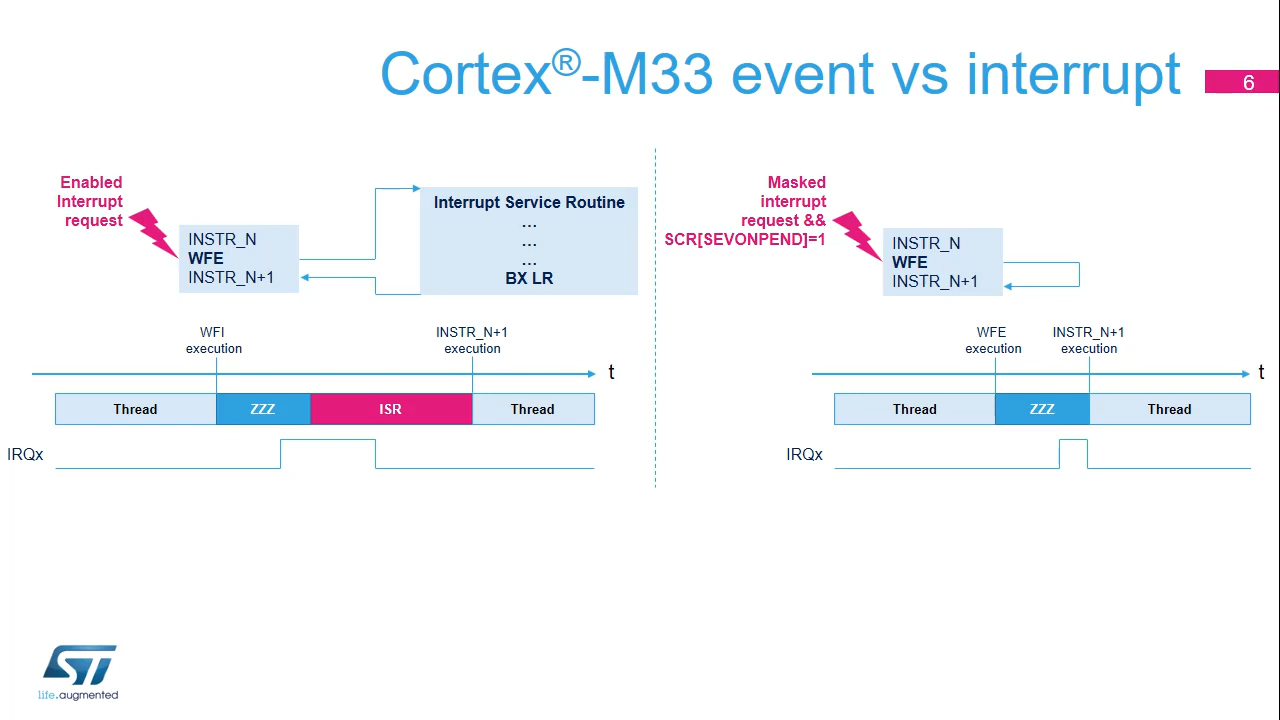 Cortex®-M33 event vs interrupt
6
Enabled
Interrupt
request
INSTR_N
WFE
INSTR_N+1
Interrupt Service Routine
...
...
...
BX LR
WFI
execution
INSTR_N+1
execution
t
Thread
ZZZ
ISR
Thread
IRQx
Masked
interrupt
request &&
SCR[SEVONPEND]=1
INSTR_N
WFE
INSTR_N+1
WFE
execution
INSTR_N+1
execution
t
Thread
ZZZ
Thread
IRQx
ST
life.augmented